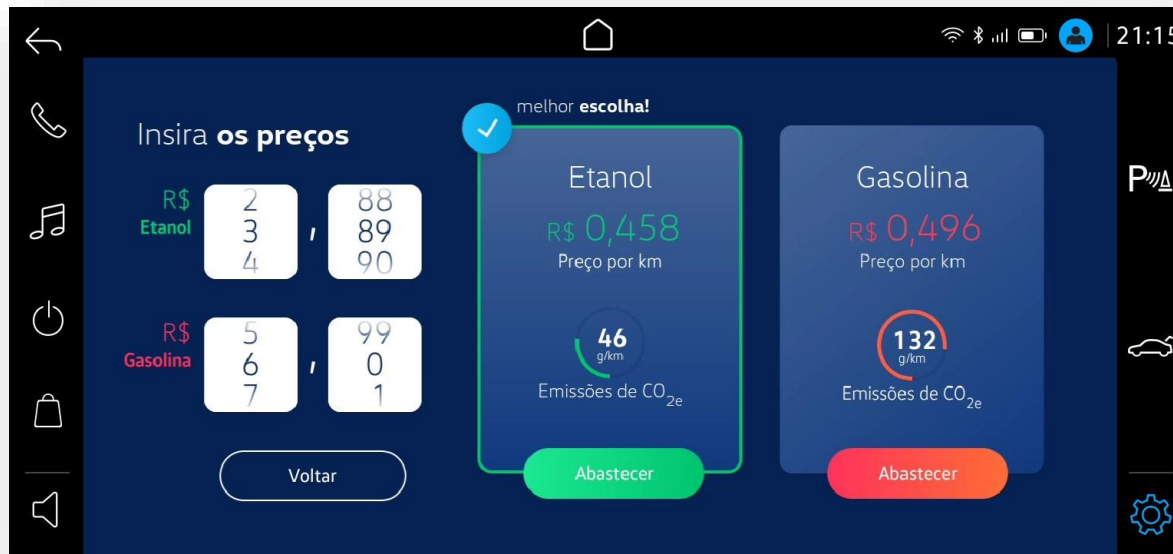 21:15
melhor escolha!
Insira os preços
R$
Etanol
2
3
4
,
88
89
90
R$
Gasolina
5
6
7
,
99
0
1
Voltar
Etanol
R$ 0,458
Preço por km
46
g/km
Emissões de CO2e
Abastecer
Gasolina
R$ 0,496
Preço por km
132
g/km
Emissões de CO2e
Abastecer
P